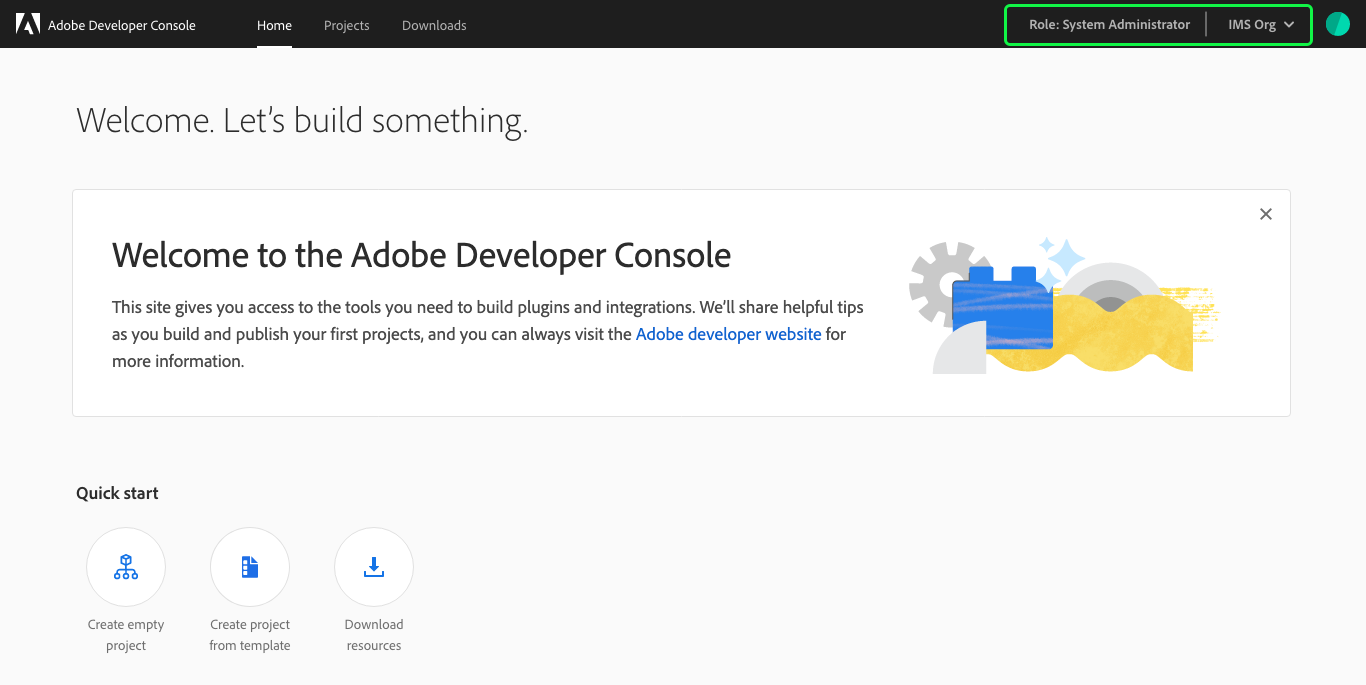 Adobe Developer Console
Home
Projects
Downloads
Role: System Administrator
IMS Org
Welcome. Let’s build something.
Welcome to the Adobe Developer Console
This site gives you access to the tools you need to build plugins and integrations. We’ll share helpful tips
as you build and publish your first projects, and you can always visit the Adobe developer website for
more information.
Quick start
Create empty
project
Create project
from template
Download
resources